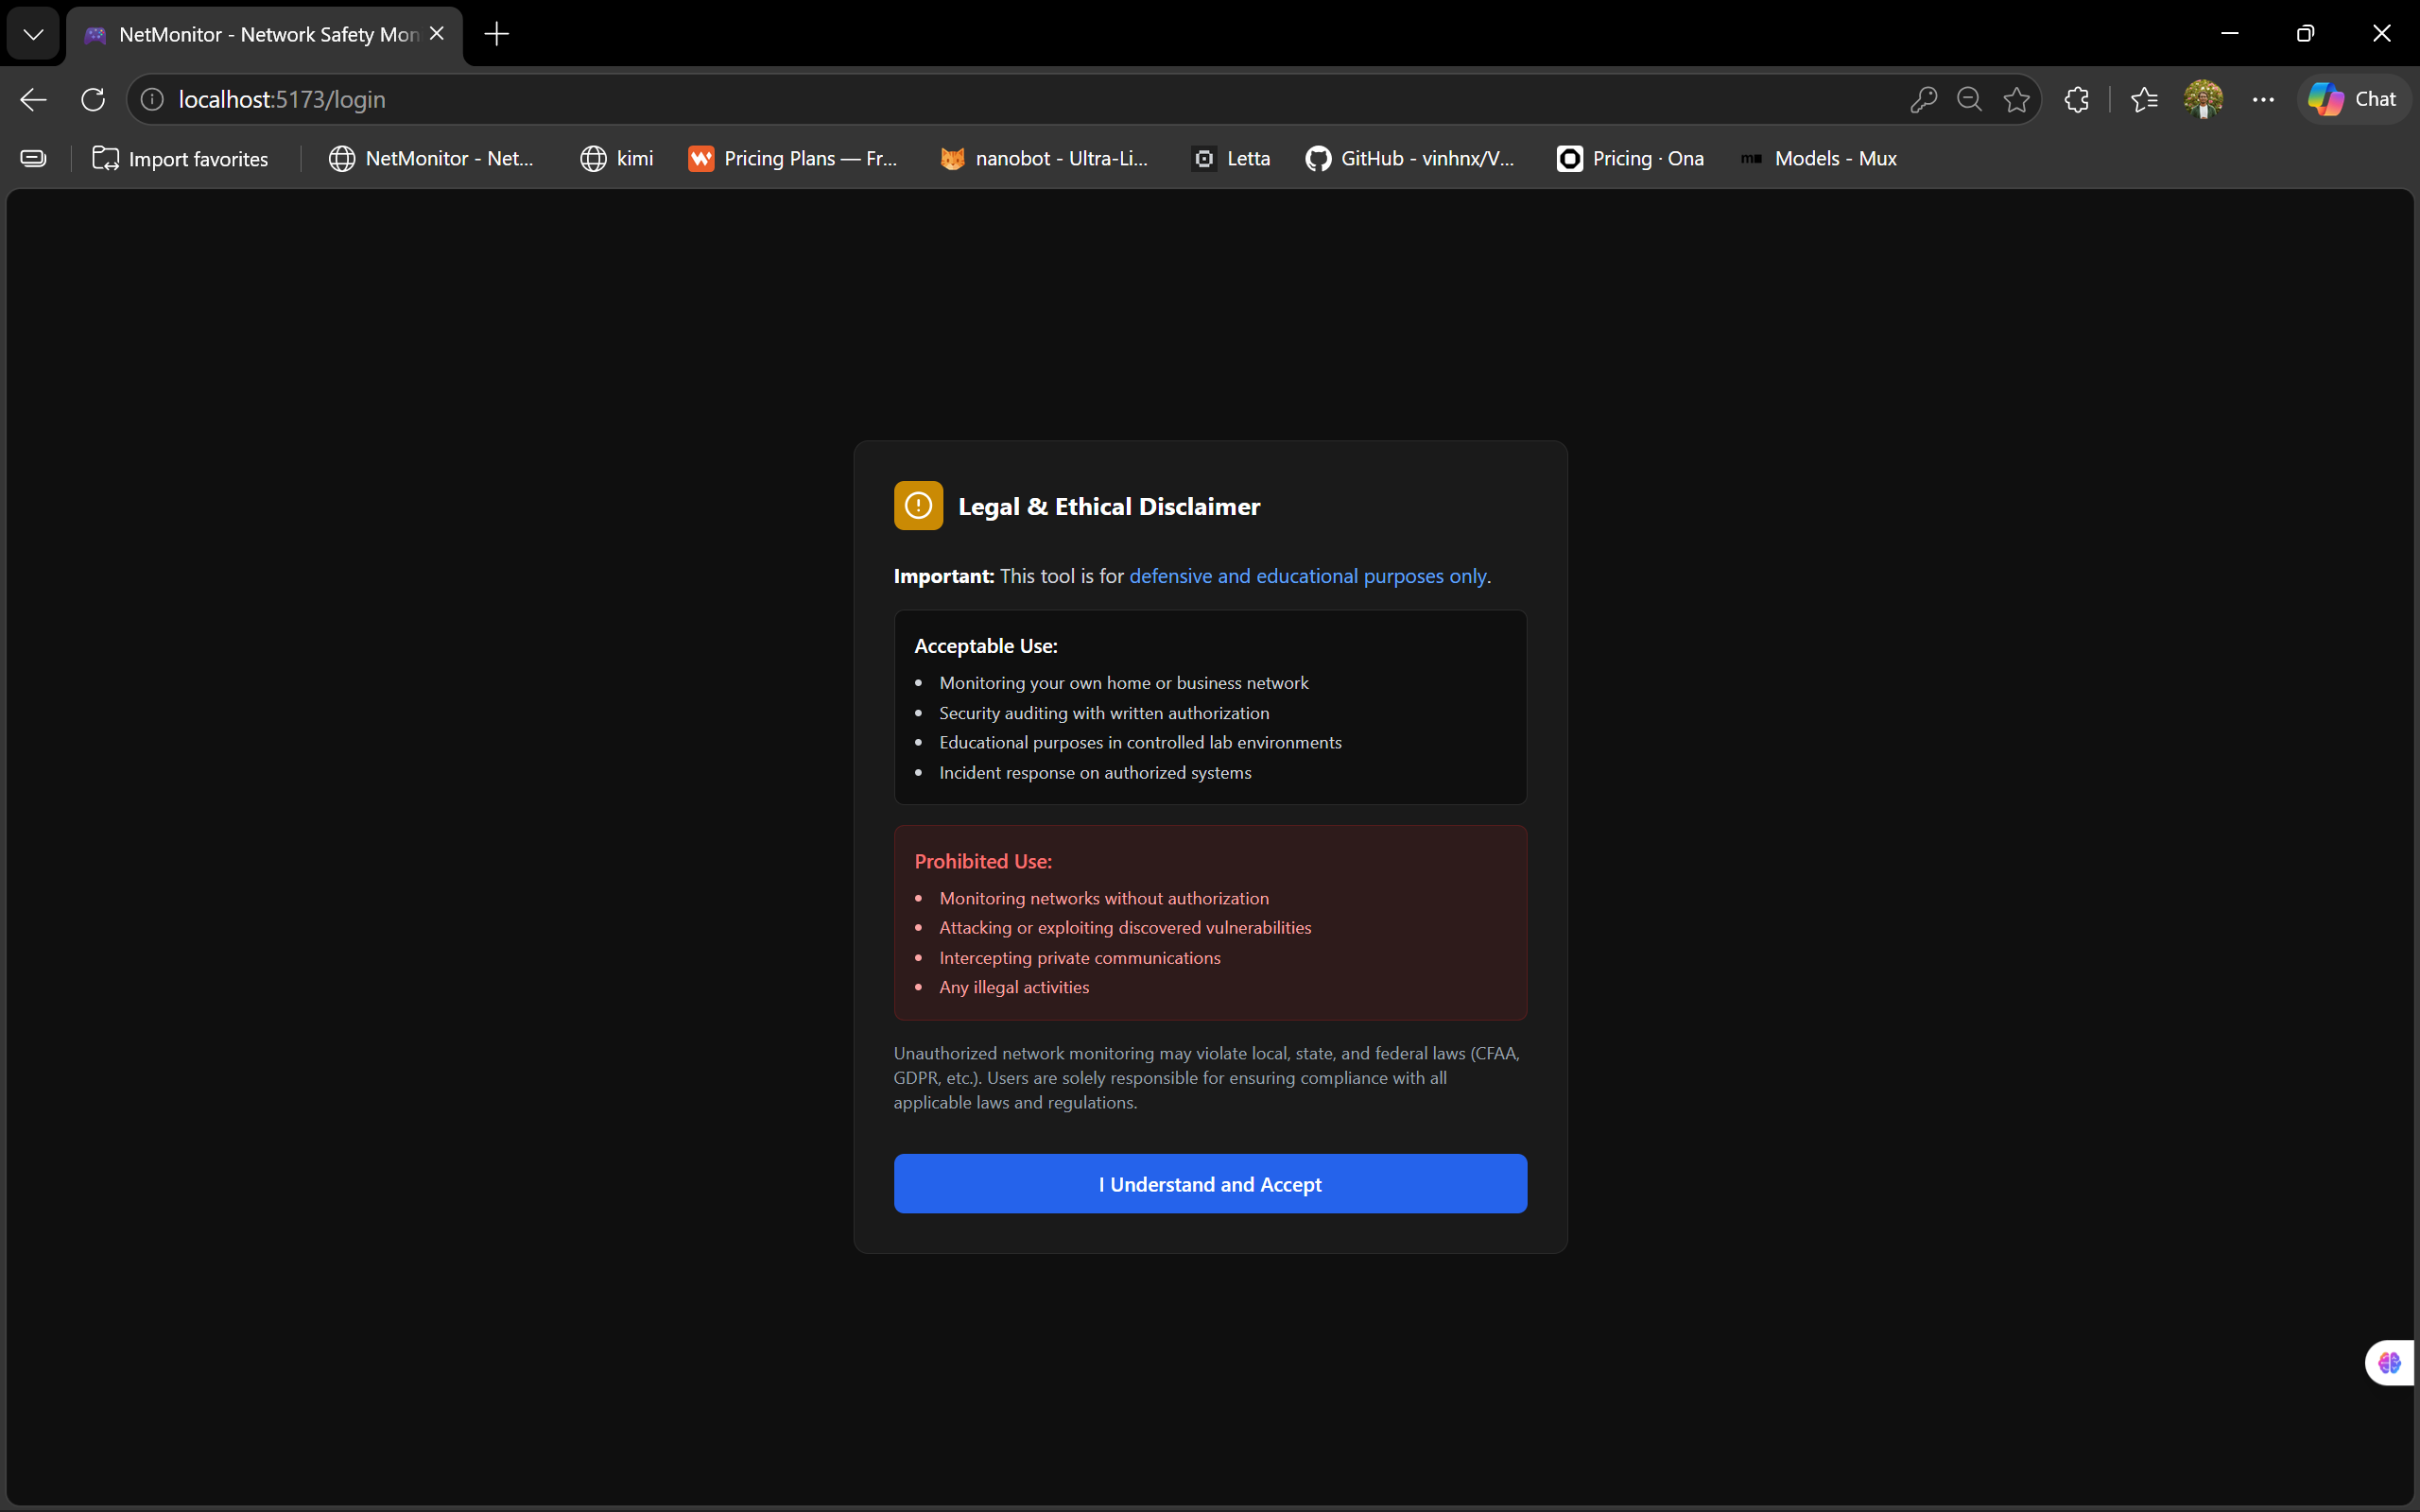 NetMonitor - Network Safety Mon
localhost:5173/login
Chat
Import favorites
NetMonitor - Net...
kimi
Pricing Plans — Fr...
nanobot - Ultra-Li...
Letta
GitHub - vinhnx/V...
Pricing · Ona
Models - Mux
Legal & Ethical Disclaimer
Important: This tool is for defensive and educational purposes only.
Acceptable Use:
• Monitoring your own home or business network
• Security auditing with written authorization
• Educational purposes in controlled lab environments
• Incident response on authorized systems
Prohibited Use:
• Monitoring networks without authorization
• Attacking or exploiting discovered vulnerabilities
• Intercepting private communications
• Any illegal activities
Unauthorized network monitoring may violate local, state, and federal laws (CFAA,
GDPR, etc.). Users are solely responsible for ensuring compliance with all
applicable laws and regulations.
I Understand and Accept